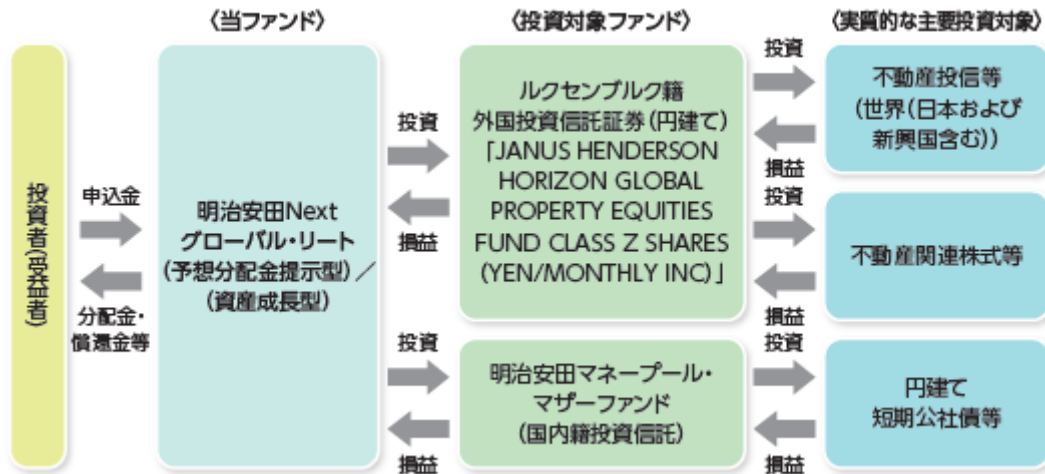 〈当ファンド〉
〈投資対象ファンド〉
〈実質的な主要投資対象〉
投資者(受益者)
申込金
分配金・
償還金等
明治安田Next
グローバル・リート
(予想分配金提示型)/
(資産成長型)
投資
損益
ルクセンブルク籍
外国投資信託証券(円建て)
「JANUS HENDERSON
HORIZON GLOBAL
PROPERTY EQUITIES
FUND CLASS Z SHARES
(YEN/MONTHLY INC)」
投資
損益
不動産投信等
(世界(日本および
新興国含む))
投資
損益
不動産関連株式等
投資
損益
明治安田マネープール・
マザーファンド
(国内籍投資信託)
投資
損益
円建て
短期公社債等